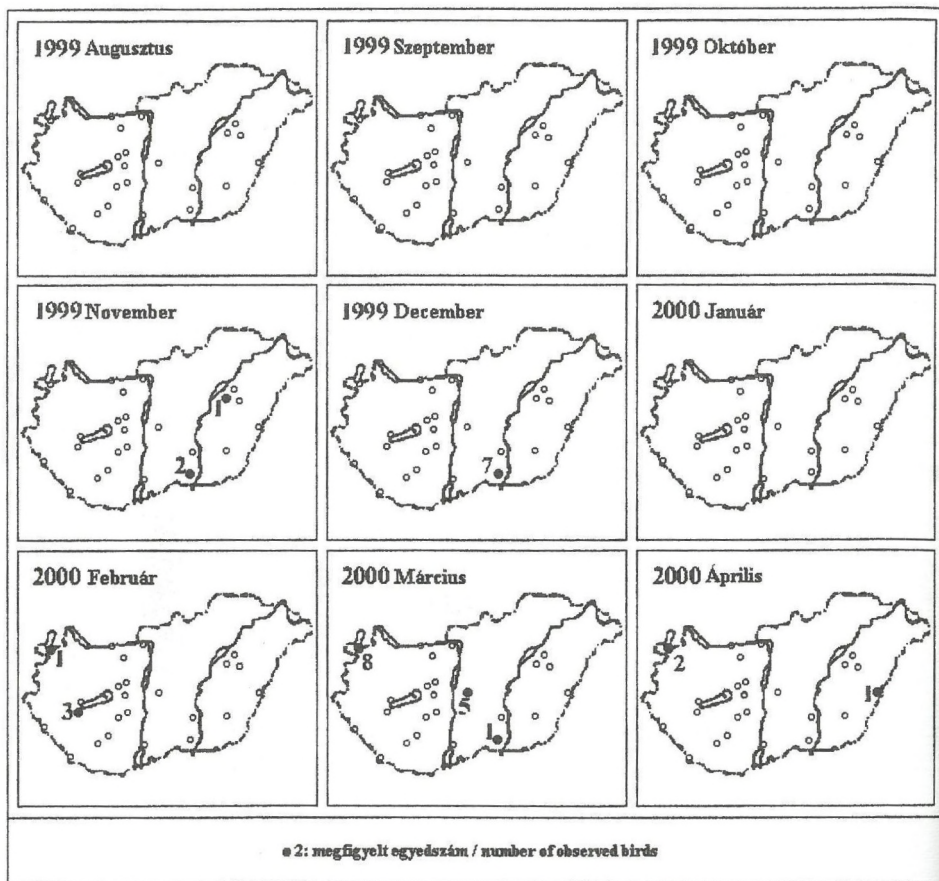 1999 Augusztus
1999 Szeptember
1999 Október
1999 November
1
2
1999 December
7
2000 Január
2000 Február
1
3
2000 Március
8
1
2000 Április
2
1
● 2: megfigyelt egyedszám / number of observed birds